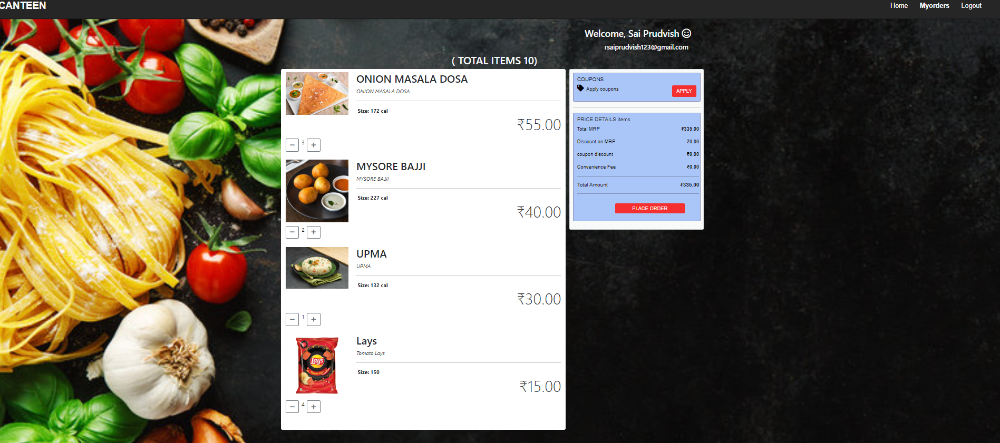 CANTEEN
Home Myorders Logout
Welcome, Sai Prudvish
rsaiprudvish123@gmail.com
( TOTAL ITEMS 10)
ONION MASALA DOSA
ONION MASALA DOSA
Size: 172 cal
₹55.00
− 3 +
MYSORE BAJJI
MYSORE BAJJI
Size: 227 cal
₹40.00
− 2 +
UPMA
UPMA
Size: 132 cal
₹30.00
− 1 +
Lays
Tomato Lays
Lays
Size: 150
₹15.00
− 4 +
COUPONS
Apply coupons APPLY
PRICE DETAILS items
Total MRP ₹335.00
Discount on MRP ₹0.00
coupon discount ₹0.00
Convenience Fee ₹0.00
Total Amount ₹335.00
PLACE ORDER